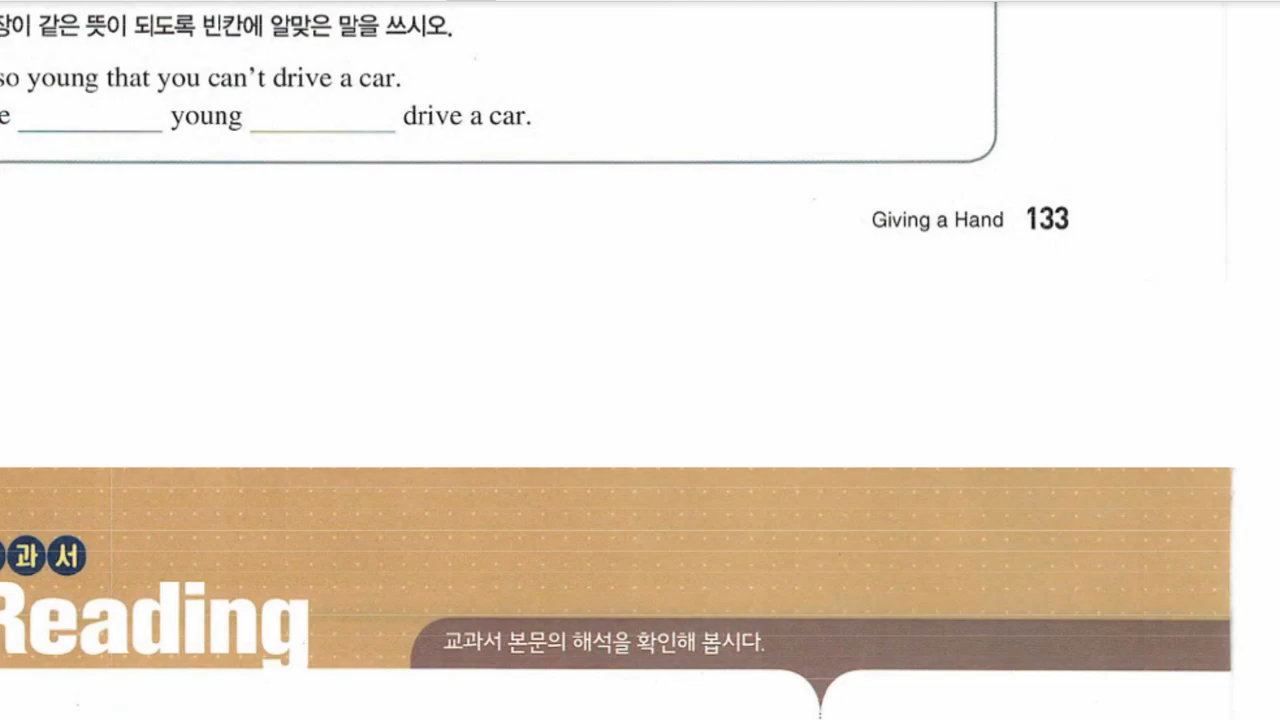 장이 같은 뜻이 되도록 빈칸에 알맞은 말을 쓰시오.
so young that you can't drive a car.
e ________ young ________ drive a car.
Giving a Hand 133
과서
Reading
교과서 본문의 해석을 확인해 봅시다.